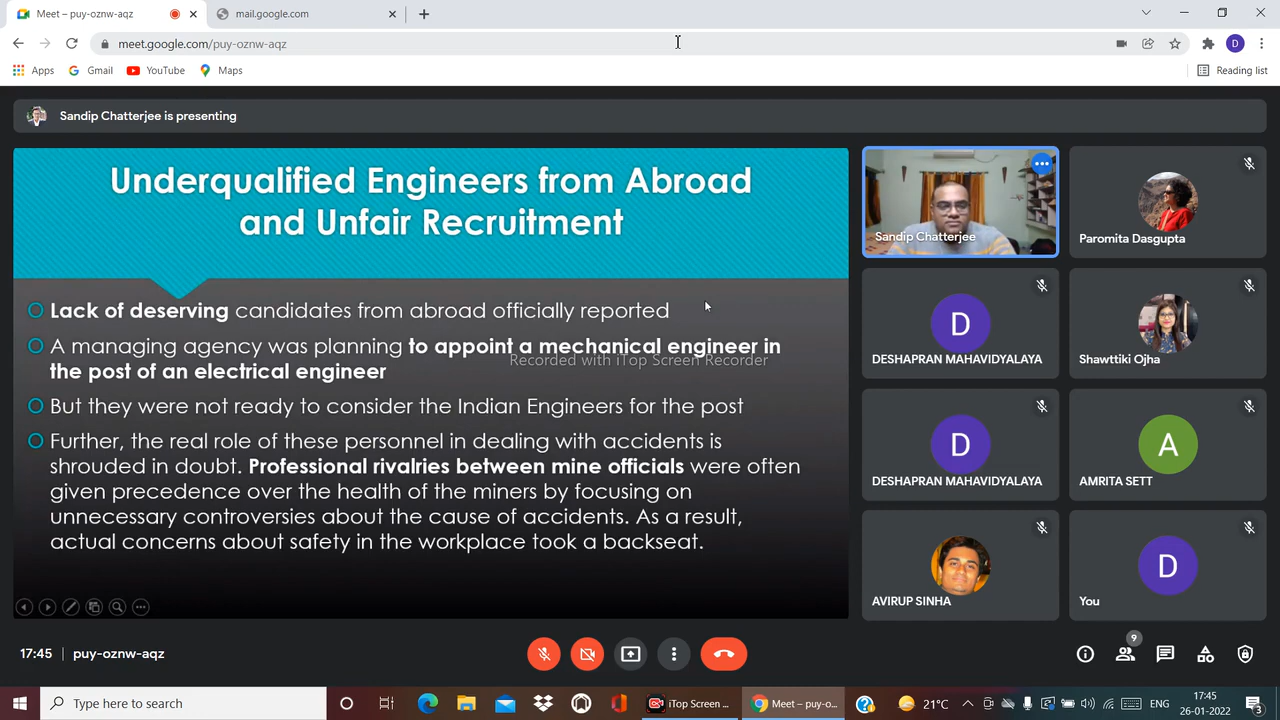 Meet – puy-oznw-aqz
mail.google.com
meet.google.com/puy-oznw-aqz
D
Apps
Gmail
YouTube
Maps
Reading list
Sandip Chatterjee is presenting
Underqualified Engineers from Abroad
and Unfair Recruitment
Lack of deserving candidates from abroad officially reported
A managing agency was planning to appoint a mechanical engineer in
the post of an electrical engineer
Recorded with iTop Screen Recorder
But they were not ready to consider the Indian Engineers for the post
Further, the real role of these personnel in dealing with accidents is
shrouded in doubt. Professional rivalries between mine officials were often
given precedence over the health of the miners by focusing on
unnecessary controversies about the cause of accidents. As a result,
actual concerns about safety in the workplace took a backseat.
Sandip Chatterjee
Paromita Dasgupta
D
DESHAPRAN MAHAVIDYALAYA
Shawttiki Ojha
D
DESHAPRAN MAHAVIDYALAYA
A
AMRITA SETT
AVIRUP SINHA
D
You
17:45
puy-oznw-aqz
9
Type here to search
iTop Screen ...
Meet – puy-o...
21°C
ENG
17:45
26-01-2022
3